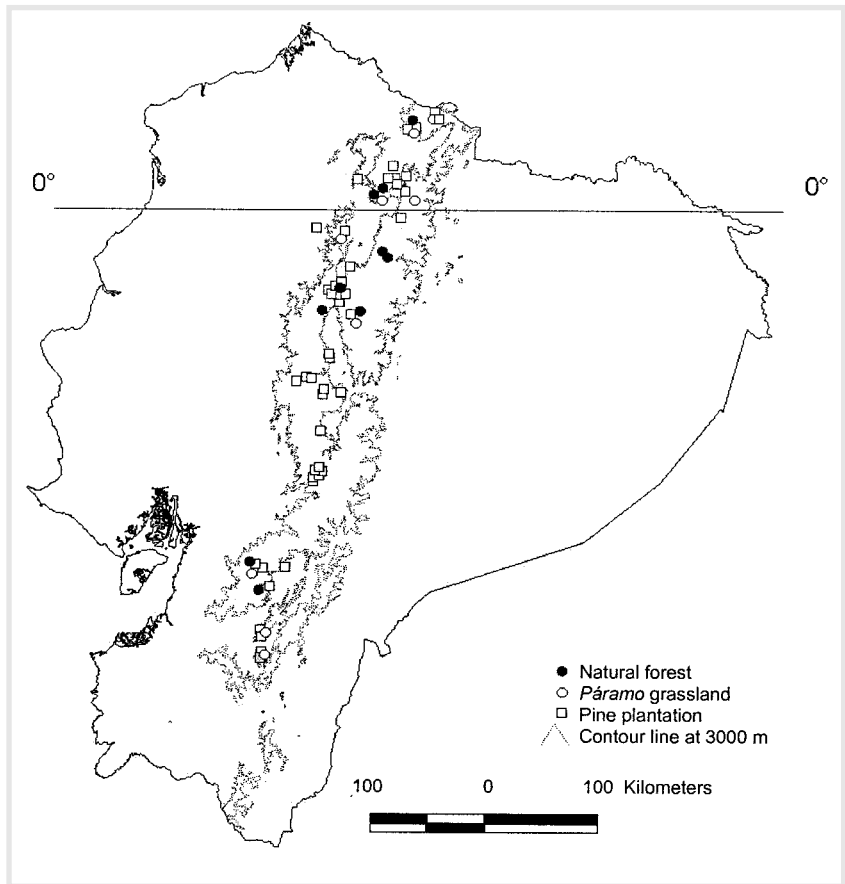 0°
0°
Natural forest
Páramo grassland
Pine plantation
Contour line at 3000 m
100 0 100 Kilometers